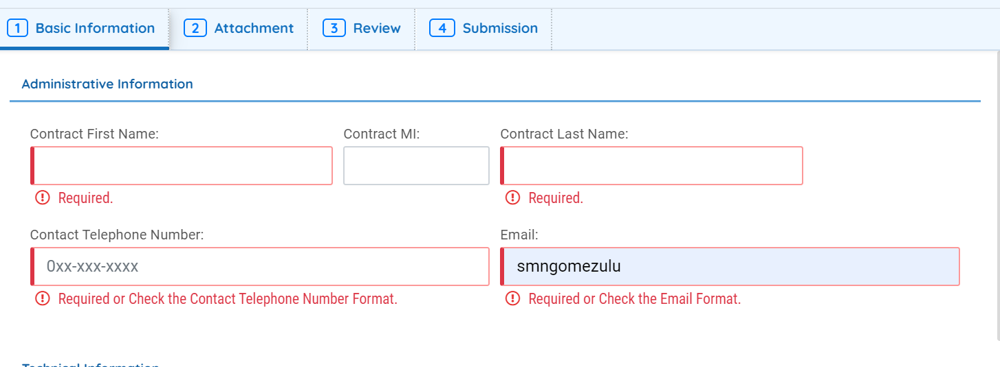 1 Basic Information 2 Attachment 3 Review 4 Submission
Administrative Information
Contract First Name: Contract MI: Contract Last Name:
Required. Required.
Contact Telephone Number: Email:
0xx-xxx-xxxx smngomezulu
Required or Check the Contact Telephone Number Format. Required or Check the Email Format.
Technical Information